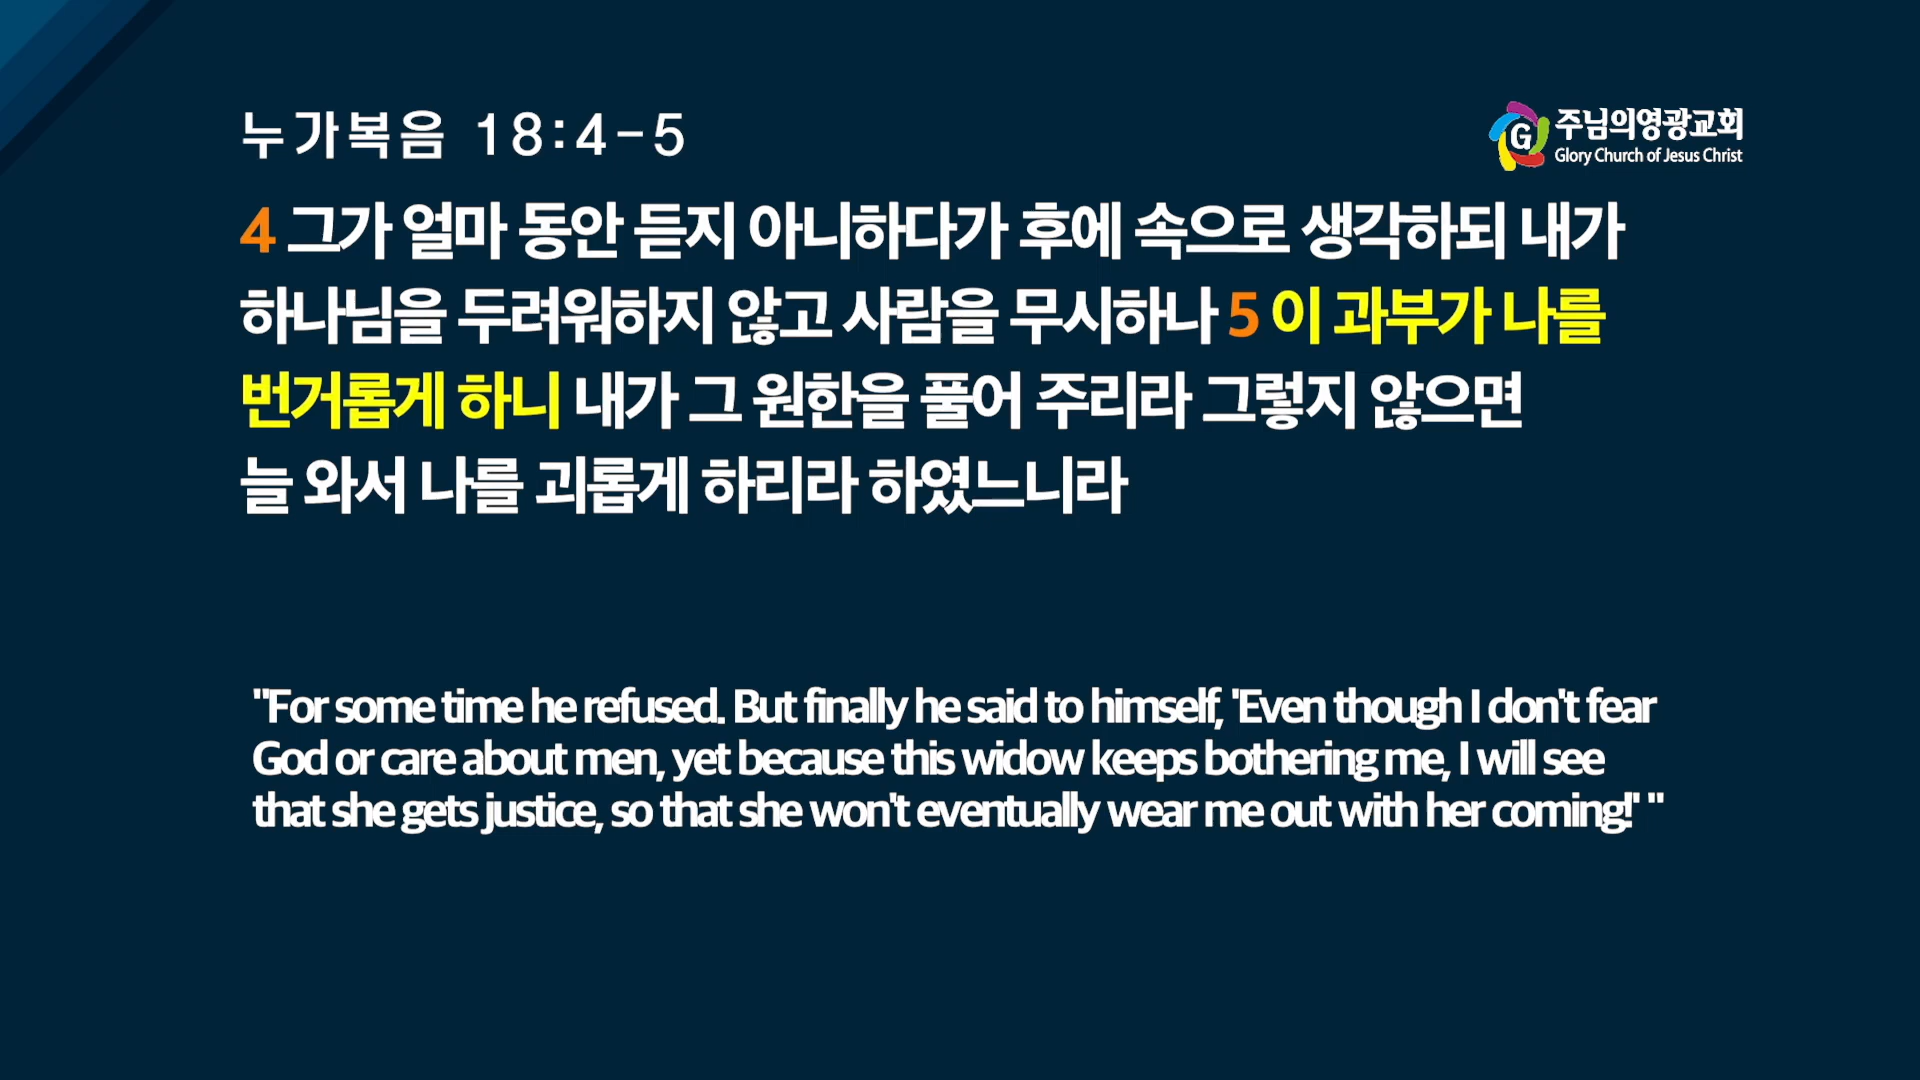 누가복음 18:4-5
G 주님의영광교회
Glory Church of Jesus Christ
4 그가 얼마 동안 듣지 아니하다가 후에 속으로 생각하되 내가
하나님을 두려워하지 않고 사람을 무시하나 5 이 과부가 나를
번거롭게 하니 내가 그 원한을 풀어 주리라 그렇지 않으면
늘 와서 나를 괴롭게 하리라 하였느니라
"For some time he refused. But finally he said to himself, 'Even though I don't fear
God or care about men, yet because this widow keeps bothering me, I will see
that she gets justice, so that she won't eventually wear me out with her coming!' "